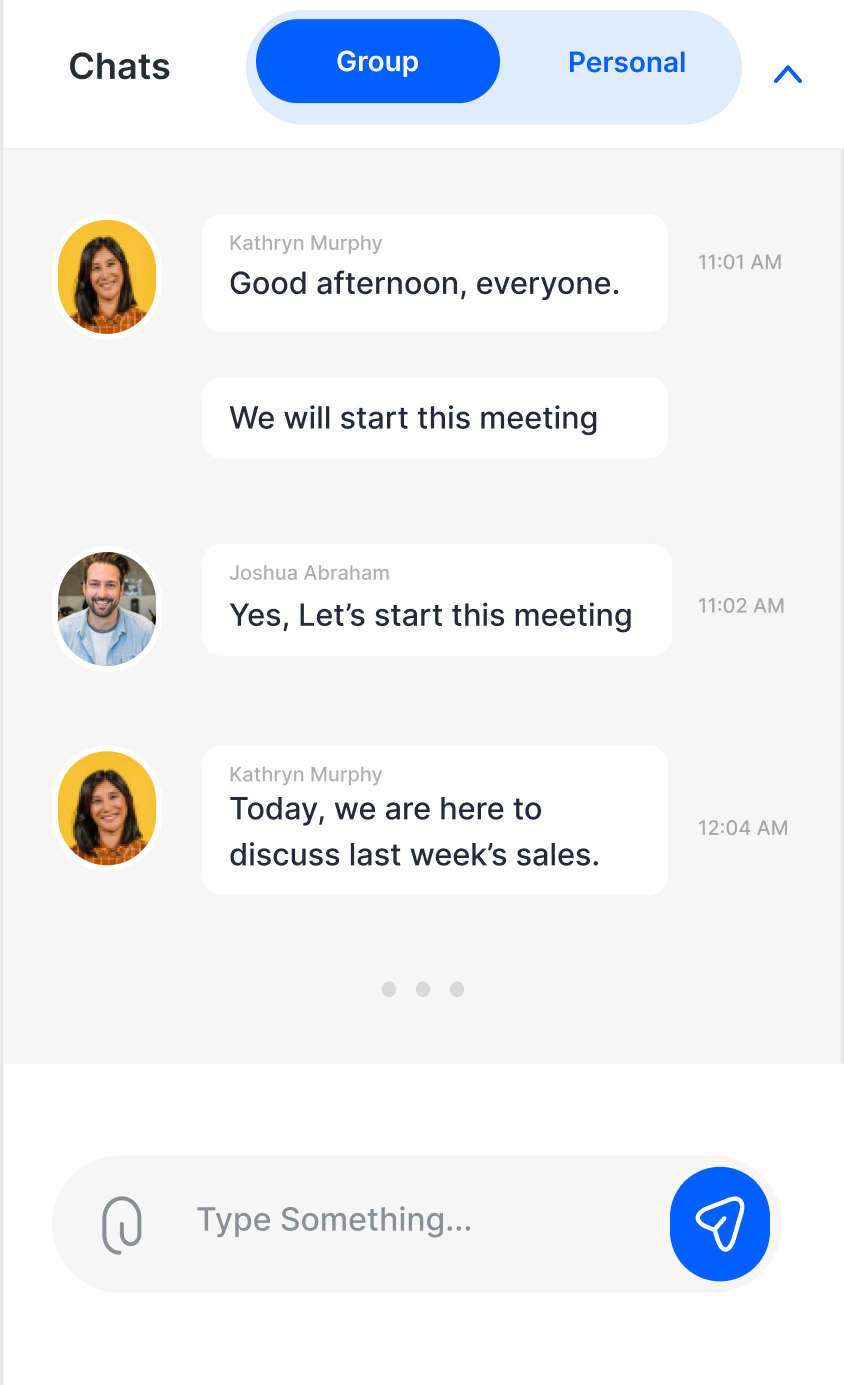 Chats
Group
Personal
Kathryn Murphy
11:01 AM
Good afternoon, everyone.
We will start this meeting
Joshua Abraham
11:02 AM
Yes, Let’s start this meeting
Kathryn Murphy
Today, we are here to
12:04 AM
discuss last week’s sales.
Type Something...